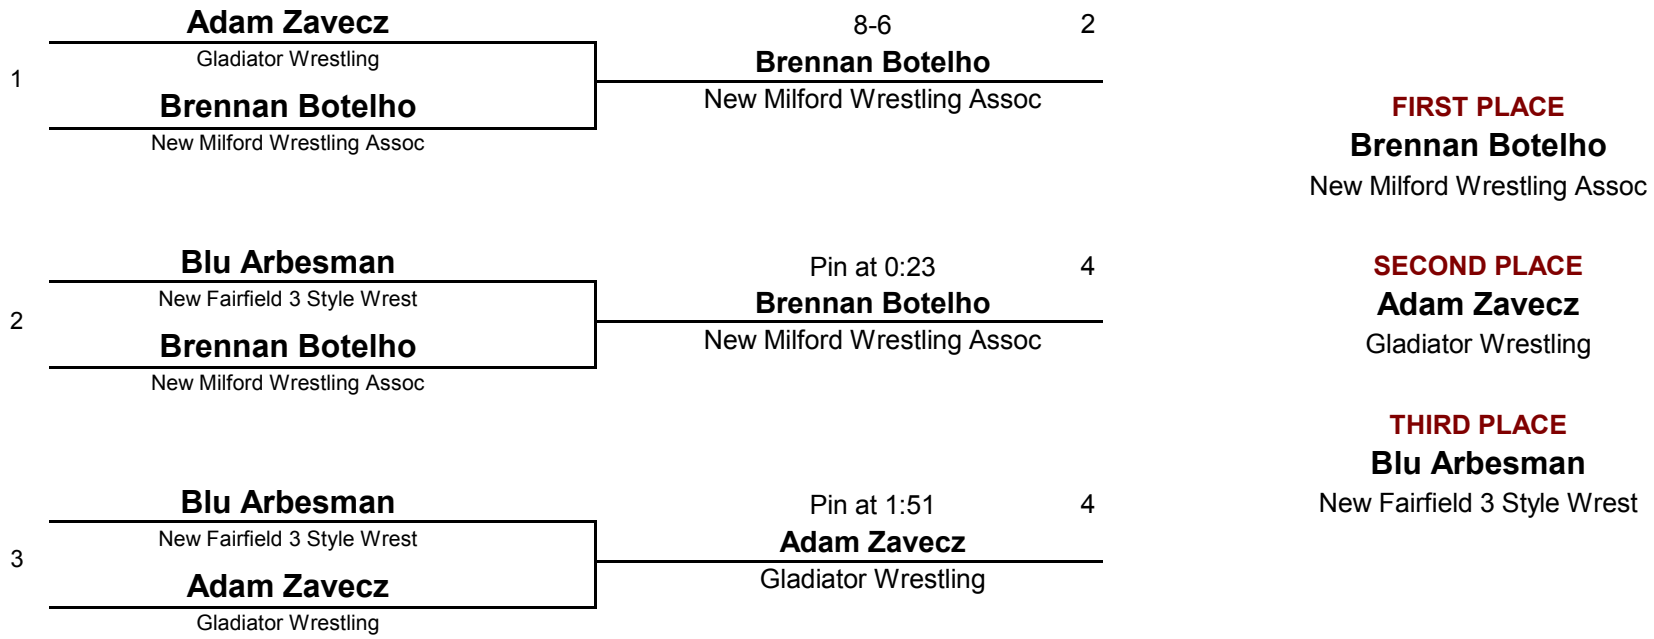 Adam Zavecz
Gladiator Wrestling
1
Brennan Botelho
New Milford Wrestling Assoc
8-6 2
Brennan Botelho
New Milford Wrestling Assoc
Blu Arbesman
New Fairfield 3 Style Wrest
2
Brennan Botelho
New Milford Wrestling Assoc
Pin at 0:23 4
Brennan Botelho
New Milford Wrestling Assoc
Blu Arbesman
New Fairfield 3 Style Wrest
3
Adam Zavecz
Gladiator Wrestling
Pin at 1:51 4
Adam Zavecz
Gladiator Wrestling
FIRST PLACE
Brennan Botelho
New Milford Wrestling Assoc
SECOND PLACE
Adam Zavecz
Gladiator Wrestling
THIRD PLACE
Blu Arbesman
New Fairfield 3 Style Wrest